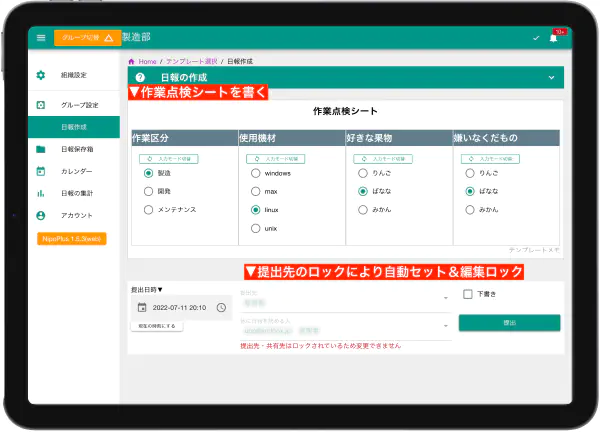 グループ切替
製造部
10+
Home / テンプレート選択 / 日報作成
組織設定
日報の作成
▼作業点検シートを書く
グループ設定
作業点検シート
日報作成
作業区分 使用機材 好きな果物 嫌いなくだもの
日報保存箱
入力モード切替 入力モード切替 入力モード切替 入力モード切替
カレンダー
製造 windows りんご りんご
日報の集計
開発 max ばなな ばなな
アカウント
メンテナンス linux みかん みかん
unix
NipoPlus 1.5.3(web)
テンプレートメモ
▼提出先のロックにより自動セット＆編集ロック
提出日時▼
提出先
下書き
2022-07-11 20:10
現在の時刻にする
提出
提出先・共有先はロックされているため変更できません